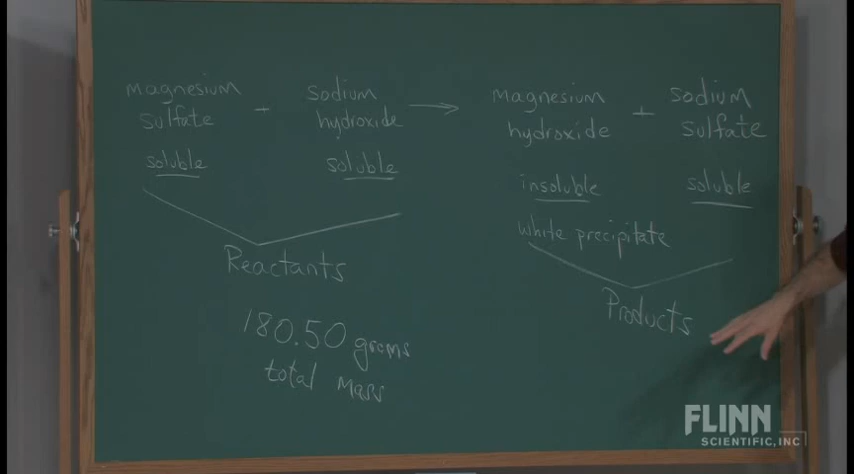 magnesium sulfate + sodium hydroxide → magnesium hydroxide + sodium sulfate
soluble soluble insoluble soluble
white precipitate
Reactants
Products
180.50 grams
total Mass
FLINN
SCIENTIFIC, INC